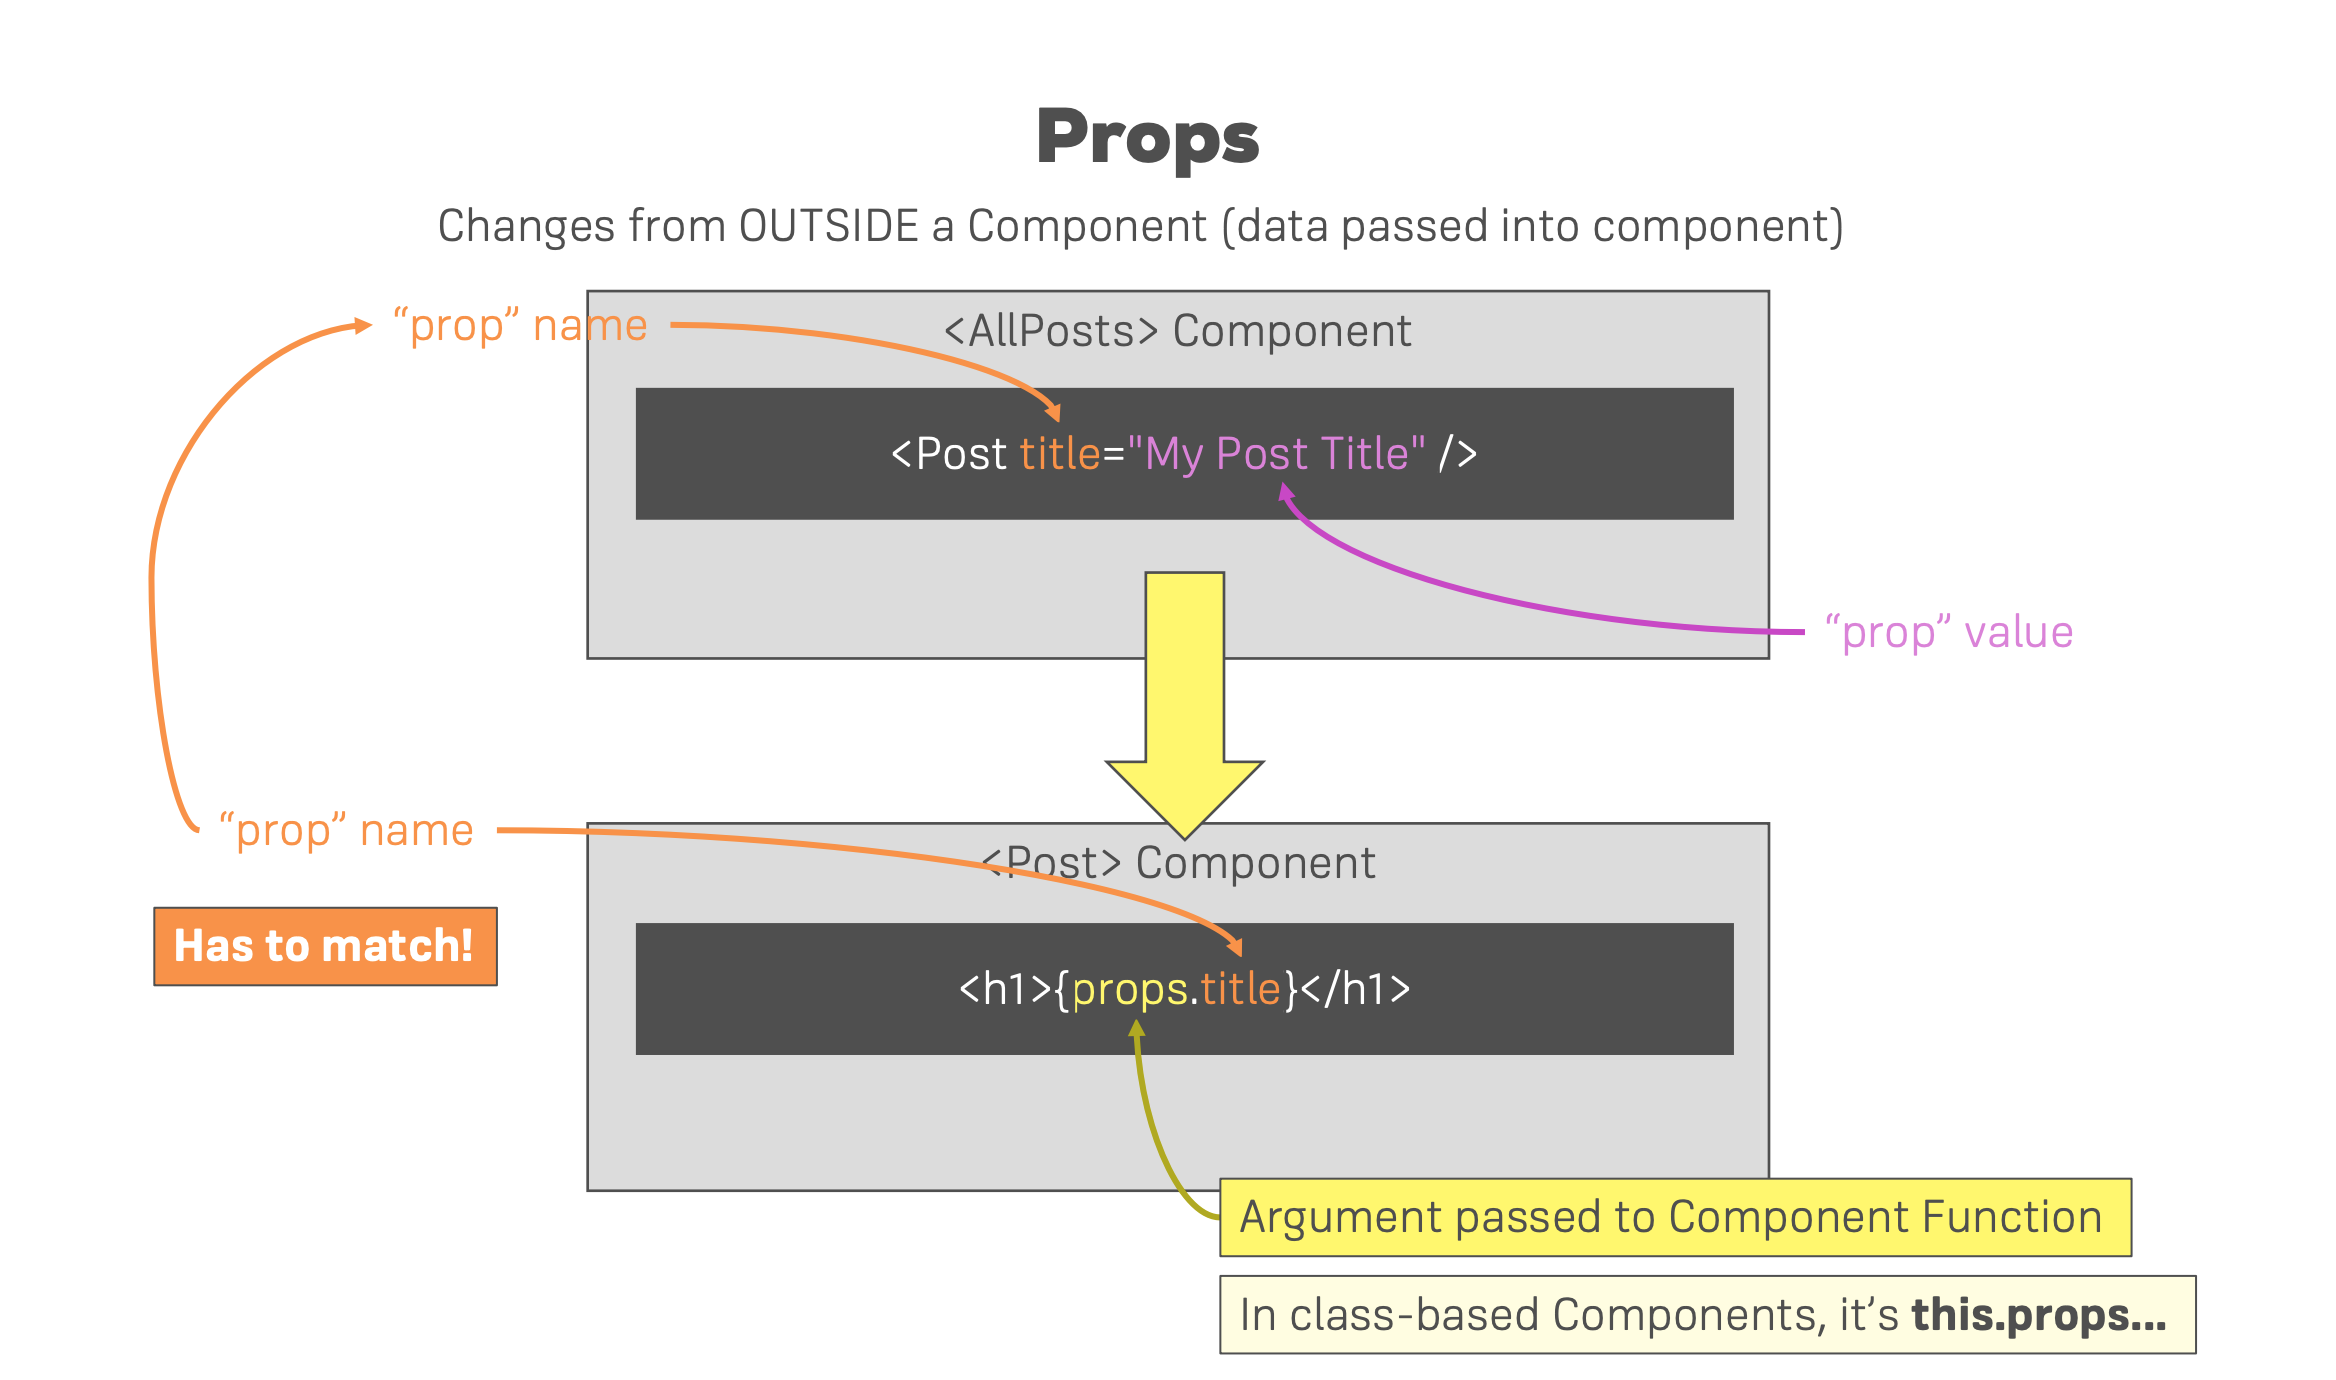 Props
Changes from OUTSIDE a Component (data passed into component)
“prop” name
<AllPosts> Component
<Post title="My Post Title" />
“prop” value
“prop” name
<Post> Component
Has to match!
<h1>{props.title}</h1>
Argument passed to Component Function
In class-based Components, it’s this.props...